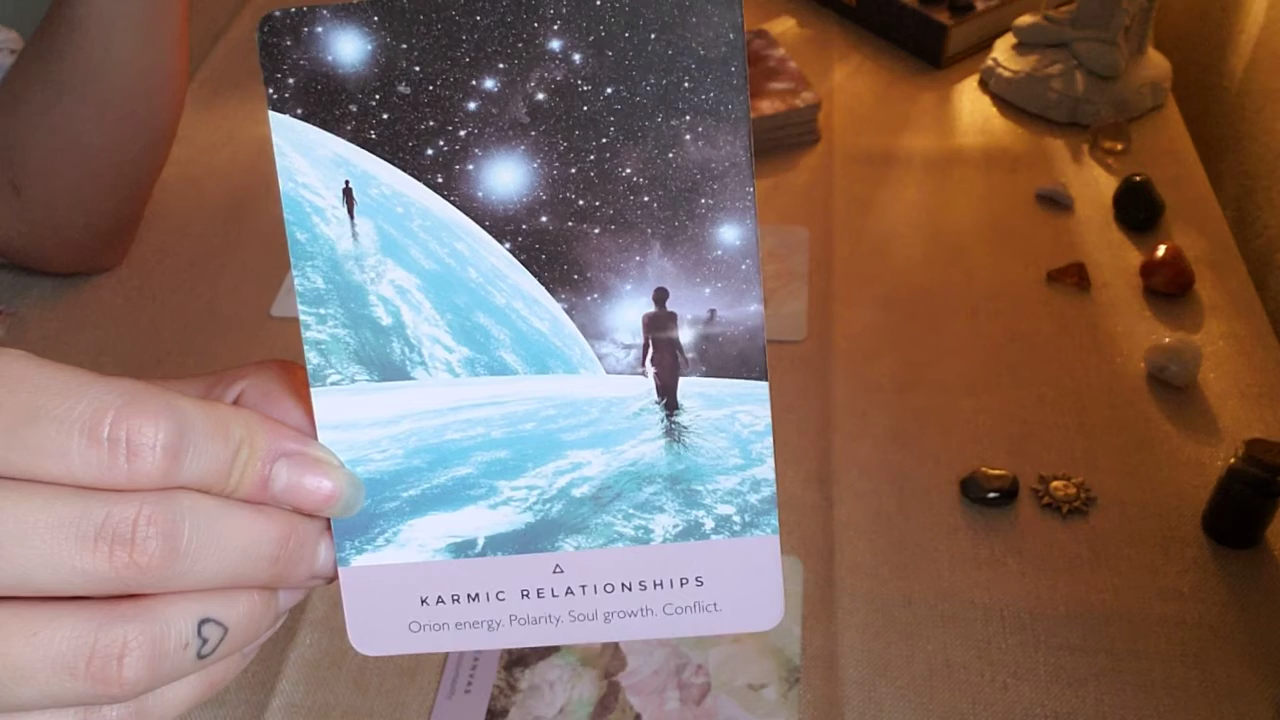 KARMIC RELATIONSHIPS
Orion energy. Polarity. Soul growth. Conflict.